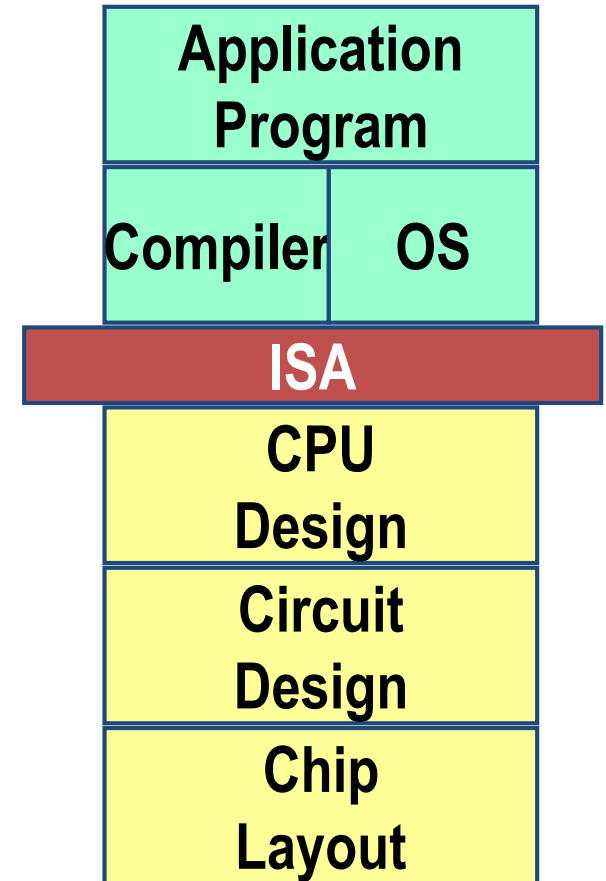 Application
Program
Compiler OS
ISA
CPU
Design
Circuit
Design
Chip
Layout